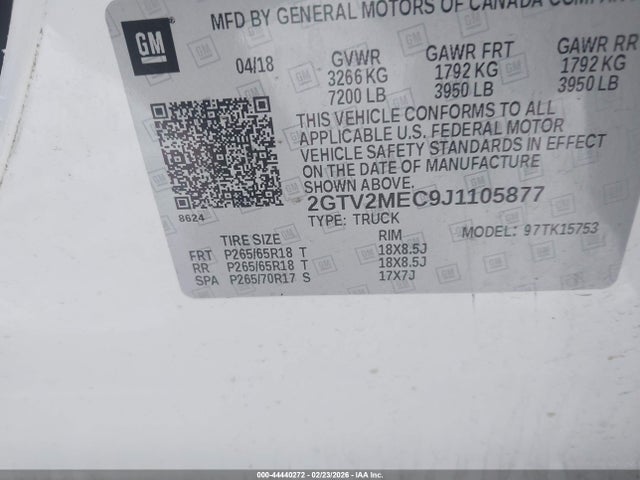 MFD BY GENERAL MOTORS OF CANADA COMPANY
GM
04/18
GVWR
3266 KG
7200 LB
GAWR FRT
1792 KG
3950 LB
GAWR RR
1792 KG
3950 LB
THIS VEHICLE CONFORMS TO ALL
APPLICABLE U.S. FEDERAL MOTOR
VEHICLE SAFETY STANDARDS IN EFFECT
ON THE DATE OF MANUFACTURE
SHOWN ABOVE.
8624
2GTV2MEC9J1105877
TYPE: TRUCK
MODEL: 97TK15753
TIRE SIZE RIM
FRT P265/65R18 T 18X8.5J
RR P265/65R18 T 18X8.5J
SPA P265/70R17 S 17X7J
000-44440272 - 02/23/2026 - IAA Inc.